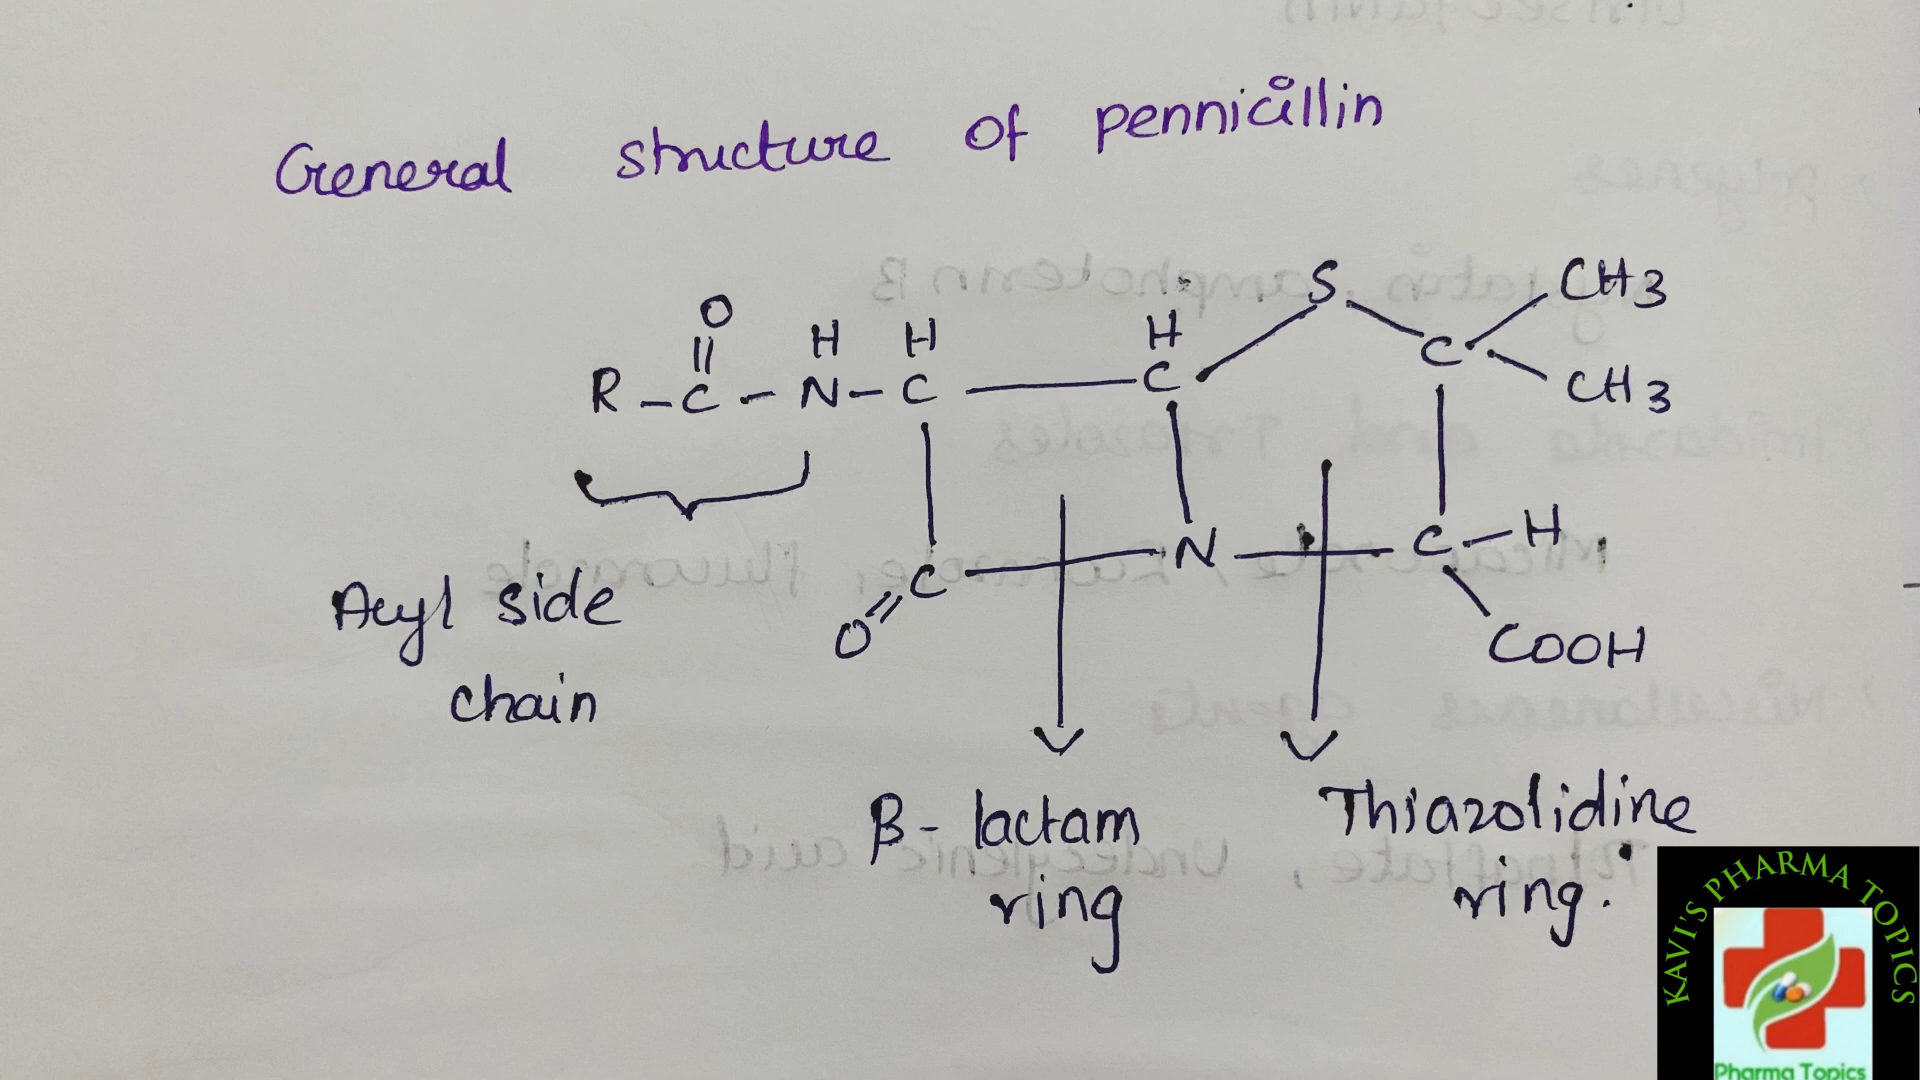 General structure of pennicillin
O
H H H S CH3
R - C - N - C C C CH3
C N C - H
O COOH
Acyl side
chain
β - lactam
ring
Thiazolidine
ring.
KAVI'S PHARMA TOPICS
Pharma Topics